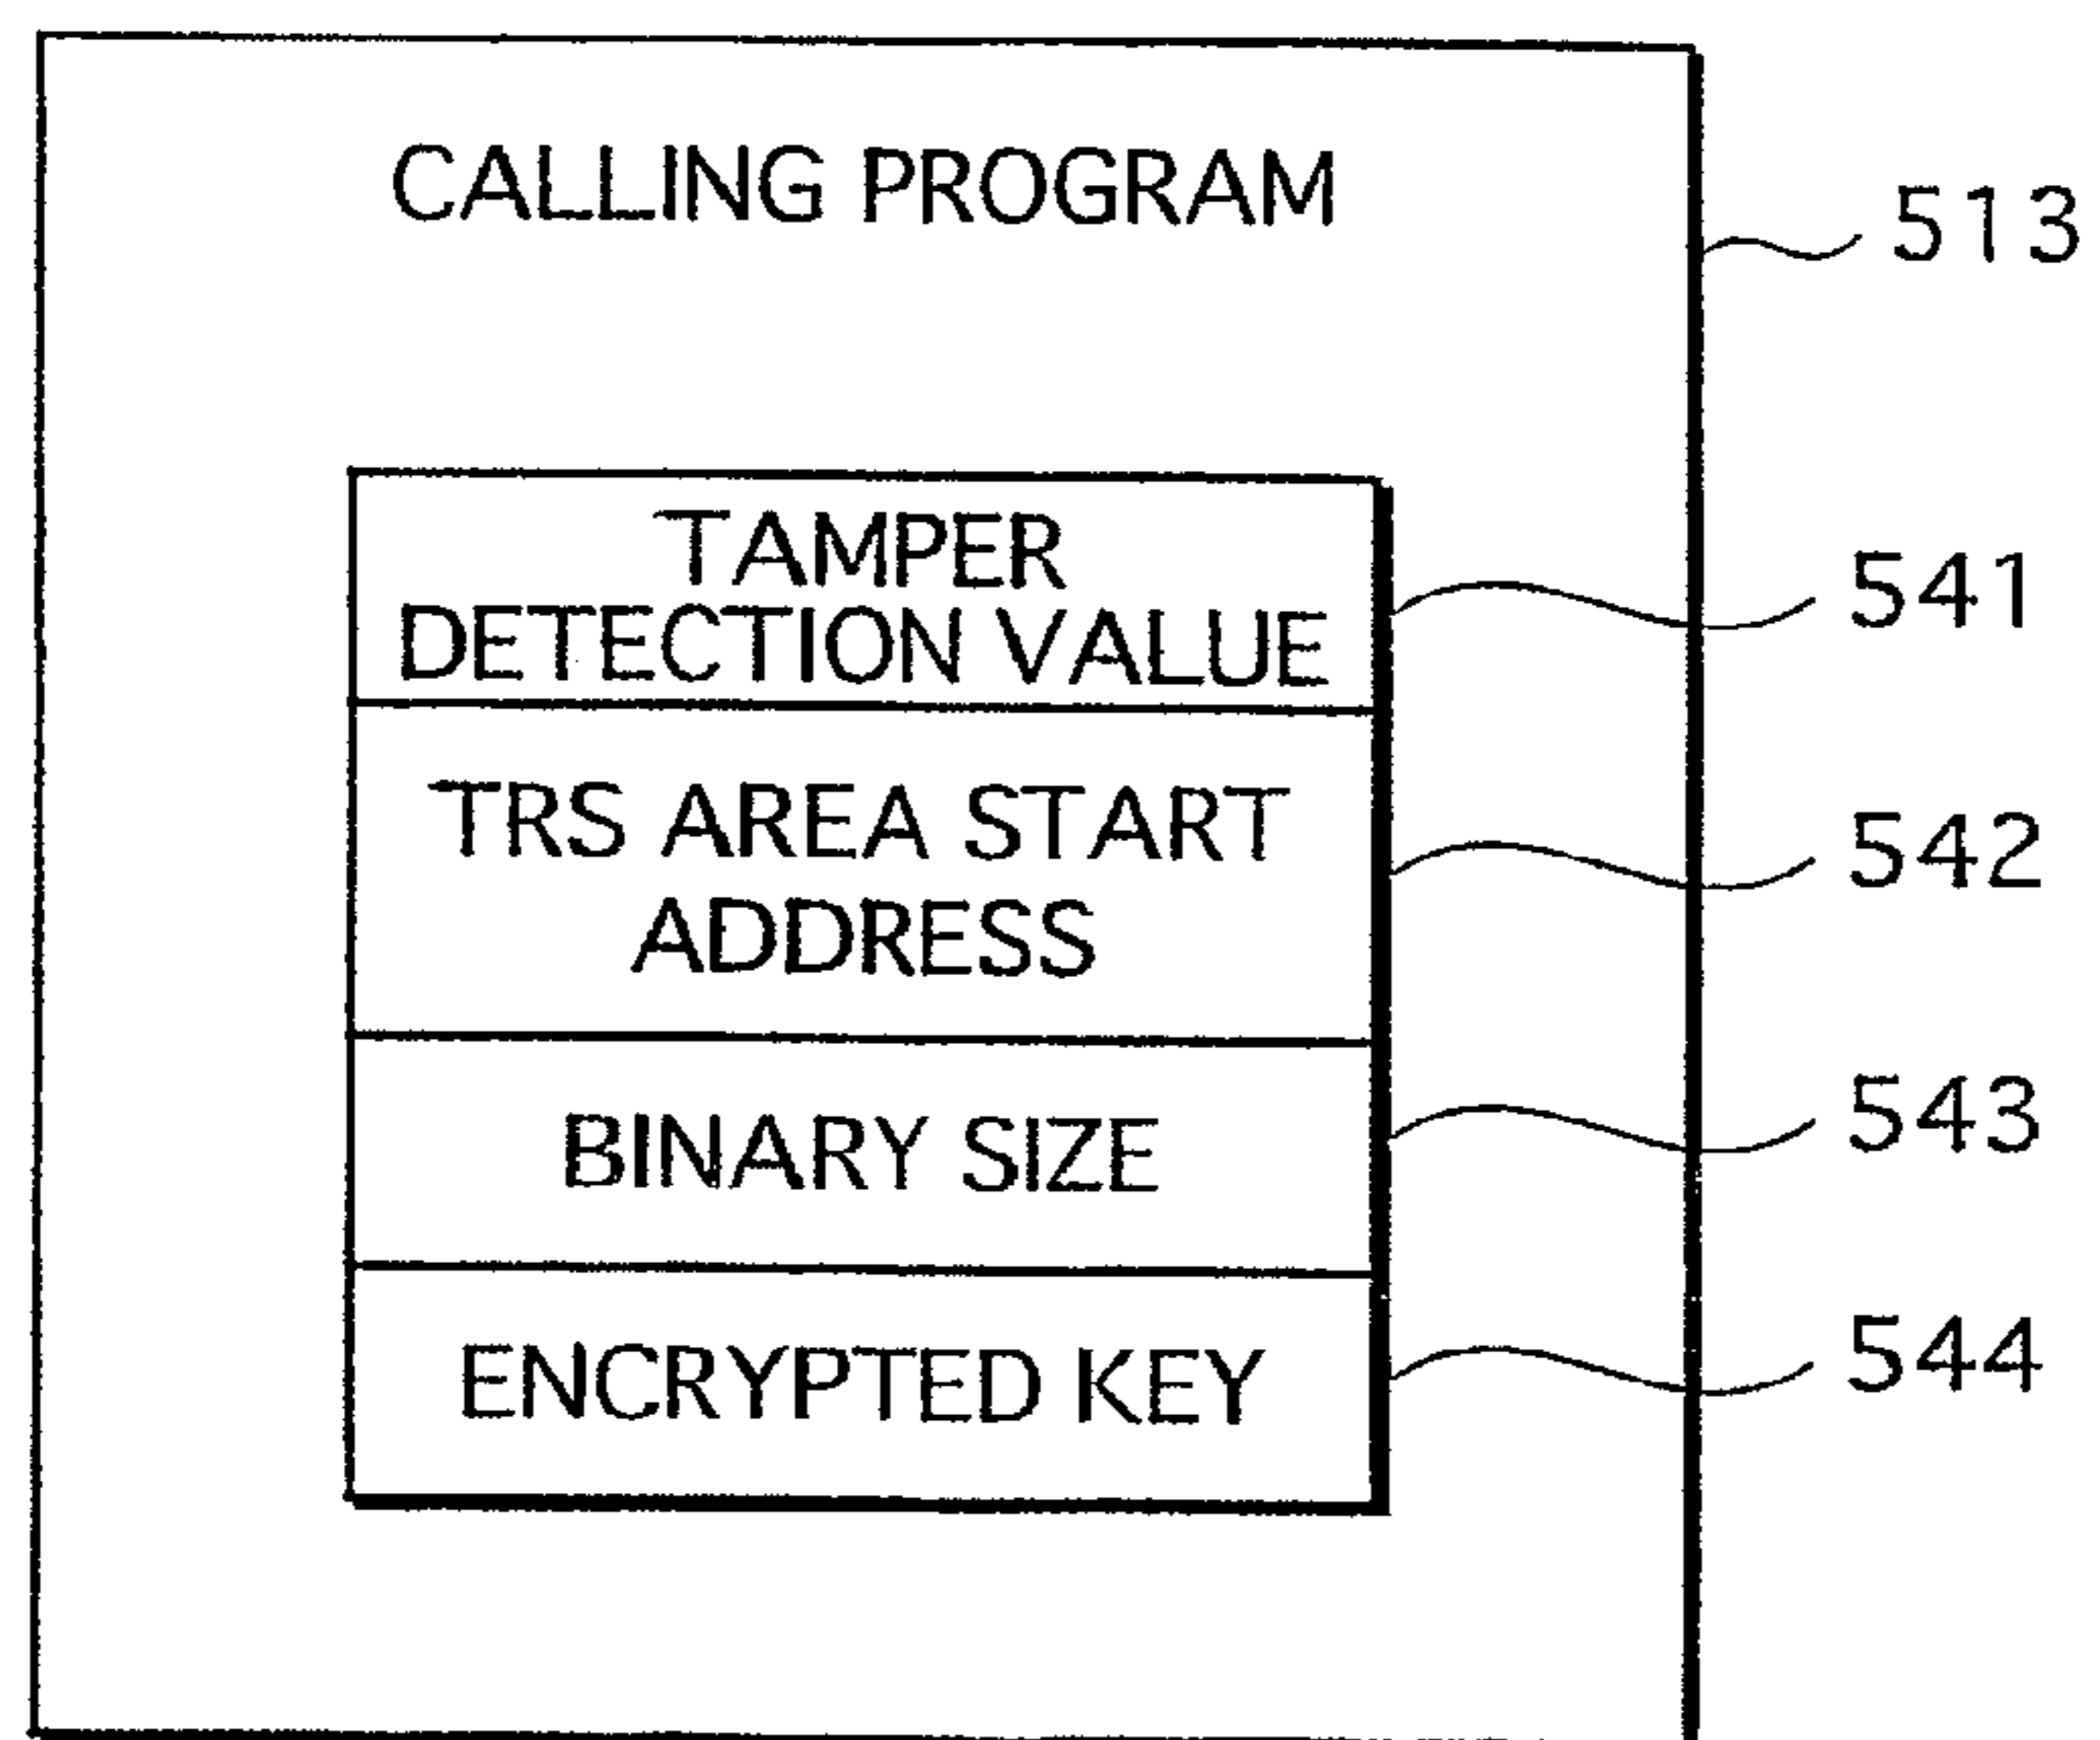 CALLING PROGRAM
513
TAMPER
DETECTION VALUE
541
TRS AREA START
ADDRESS
542
BINARY SIZE
543
ENCRYPTED KEY
544